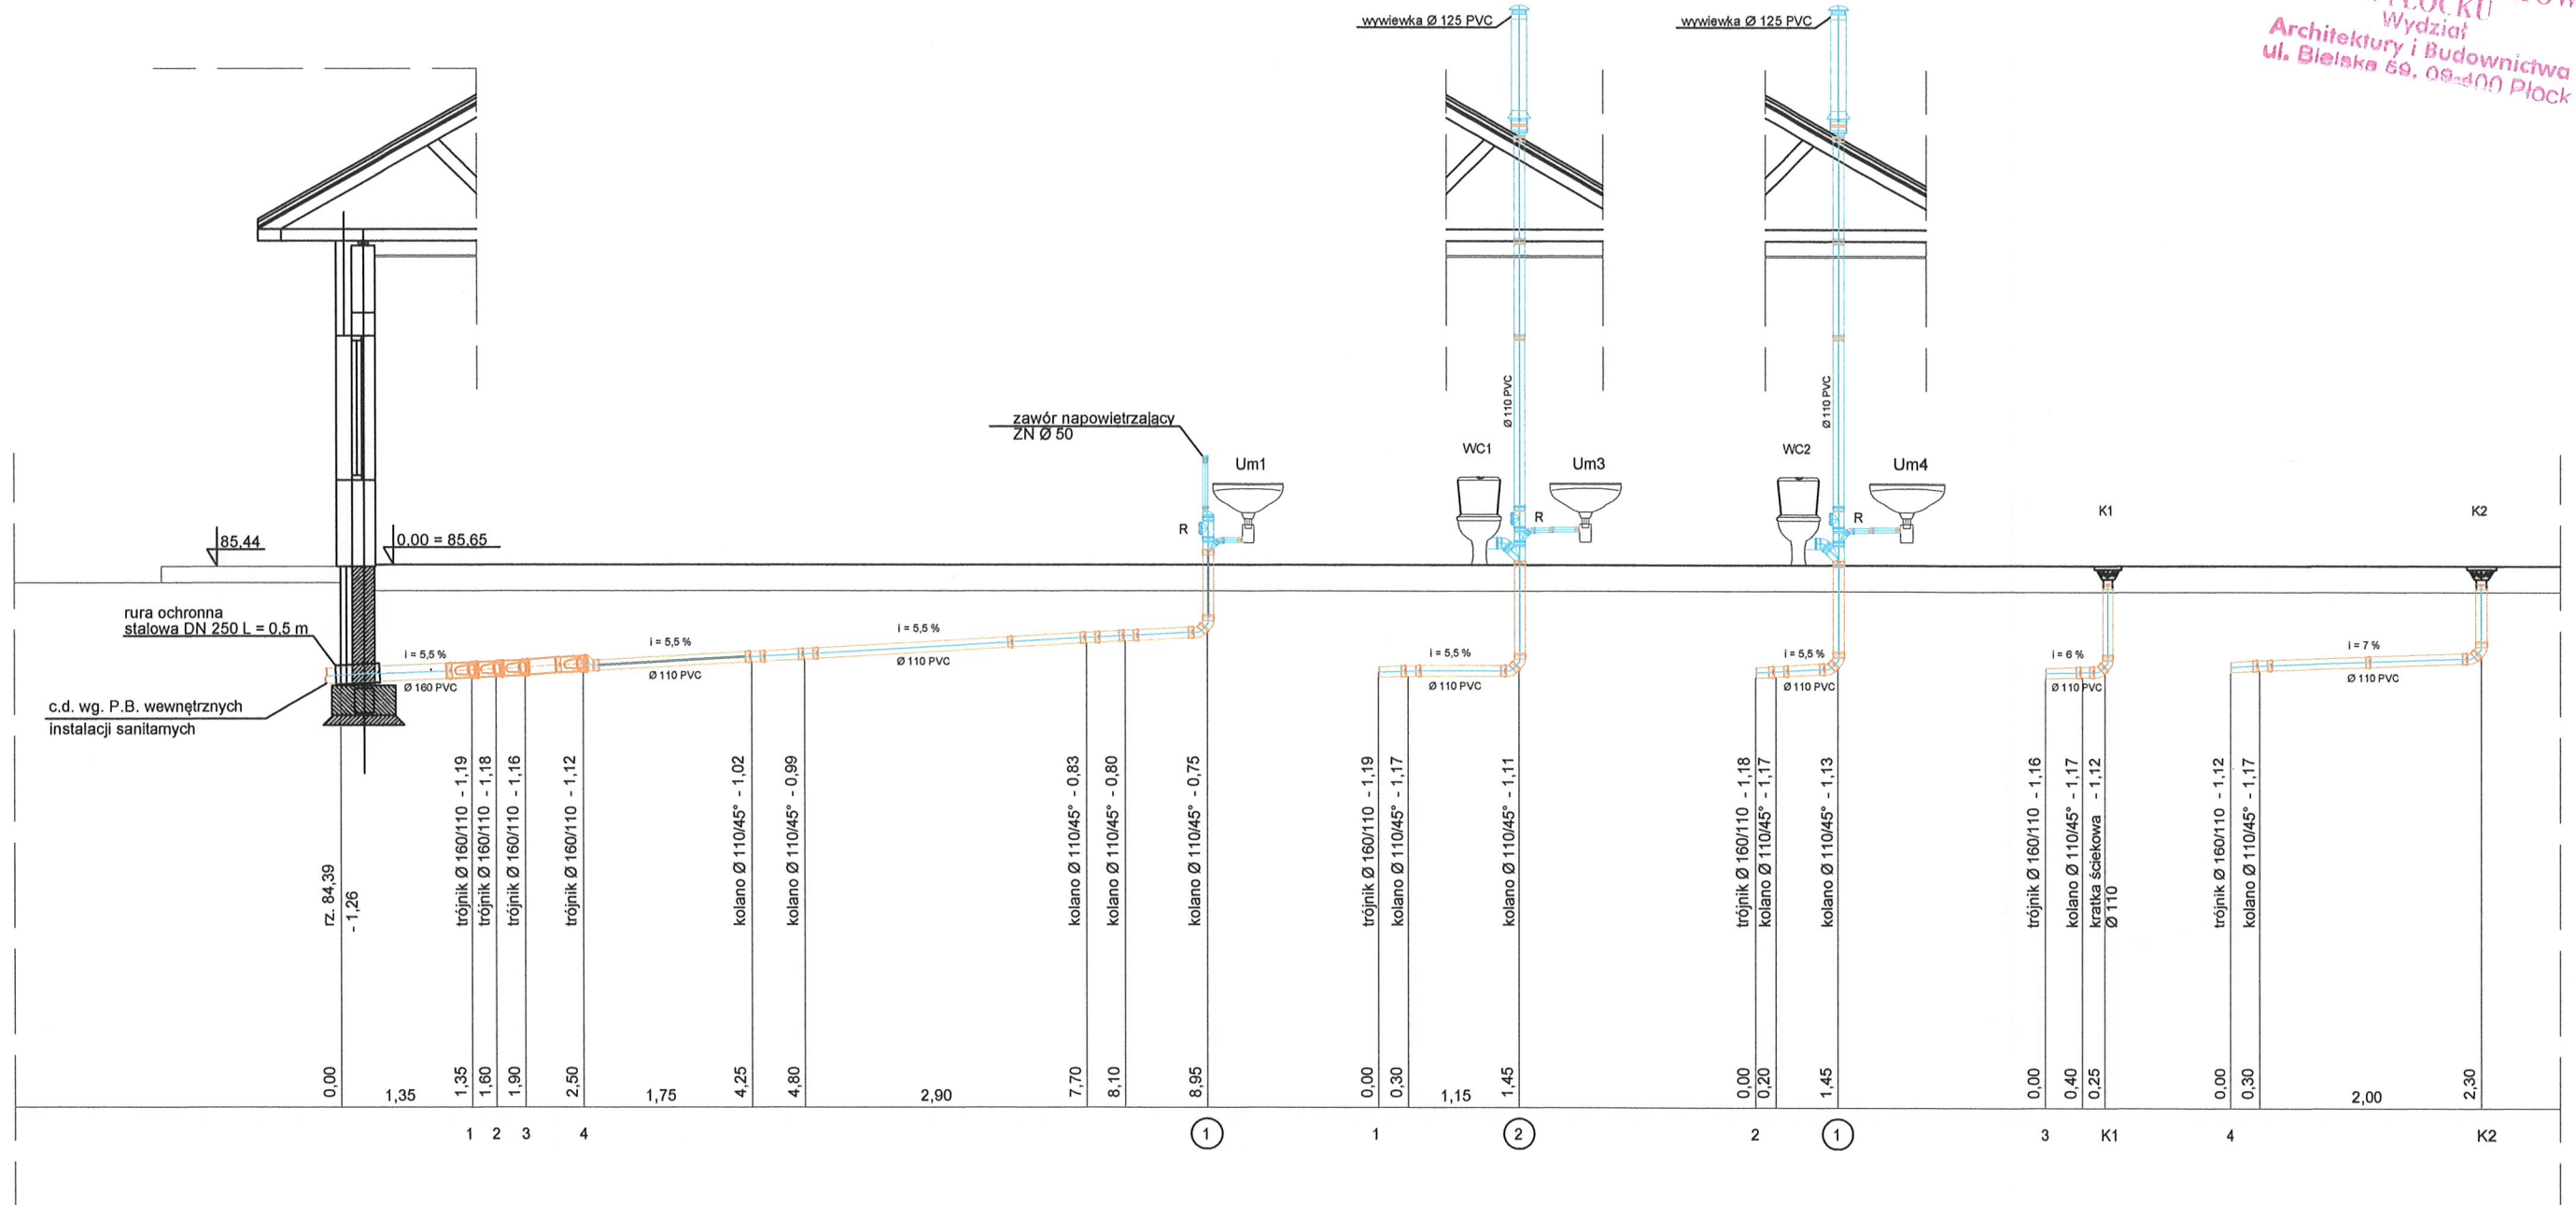 wywiewka Ø 125 PVC
wywiewka Ø 125 PVC
Wydział
Architektury i Budownictwa
ul. Bielska 59, 09-400 Płock
zawór napowietrzający
ZN Ø 50
Um1
WC1
Ø 110 PVC
Um3
WC2
Ø 110 PVC
Um4
R
R
R
K1
K2
85,44
0,00 = 85,65
rura ochronna
stalowa DN 250 L = 0,5 m
c.d. wg. P.B. wewnętrznych
instalacji sanitarnych
i = 5,5 %
Ø 160 PVC
i = 5,5 %
Ø 110 PVC
i = 5,5 %
Ø 110 PVC
i = 5,5 %
Ø 110 PVC
i = 5,5 %
Ø 110 PVC
i = 6 %
Ø 110 PVC
i = 7 %
Ø 110 PVC
rz. 84,39
- 1,26
trójnik Ø 160/110 - 1,19
trójnik Ø 160/110 - 1,18
trójnik Ø 160/110 - 1,16
trójnik Ø 160/110 - 1,12
kolano Ø 110/45° - 1,02
kolano Ø 110/45° - 0,99
kolano Ø 110/45° - 0,83
kolano Ø 110/45° - 0,80
kolano Ø 110/45° - 0,75
trójnik Ø 160/110 - 1,19
kolano Ø 110/45° - 1,17
kolano Ø 110/45° - 1,11
trójnik Ø 160/110 - 1,18
kolano Ø 110/45° - 1,17
kolano Ø 110/45° - 1,13
trójnik Ø 160/110 - 1,16
kolano Ø 110/45° - 1,17
kratka ściekowa - 1,12
Ø 110
trójnik Ø 160/110 - 1,12
kolano Ø 110/45° - 1,17
0,00
1,35
1,35
1,60
1,90
2,50
1,75
4,25
4,80
2,90
7,70
8,10
8,95
0,00
0,30
1,15
1,45
0,00
0,20
1,45
0,00
0,40
0,25
0,00
0,30
2,00
2,30
1 2 3 4 1 1 2 2 1 3 K1 4 K2